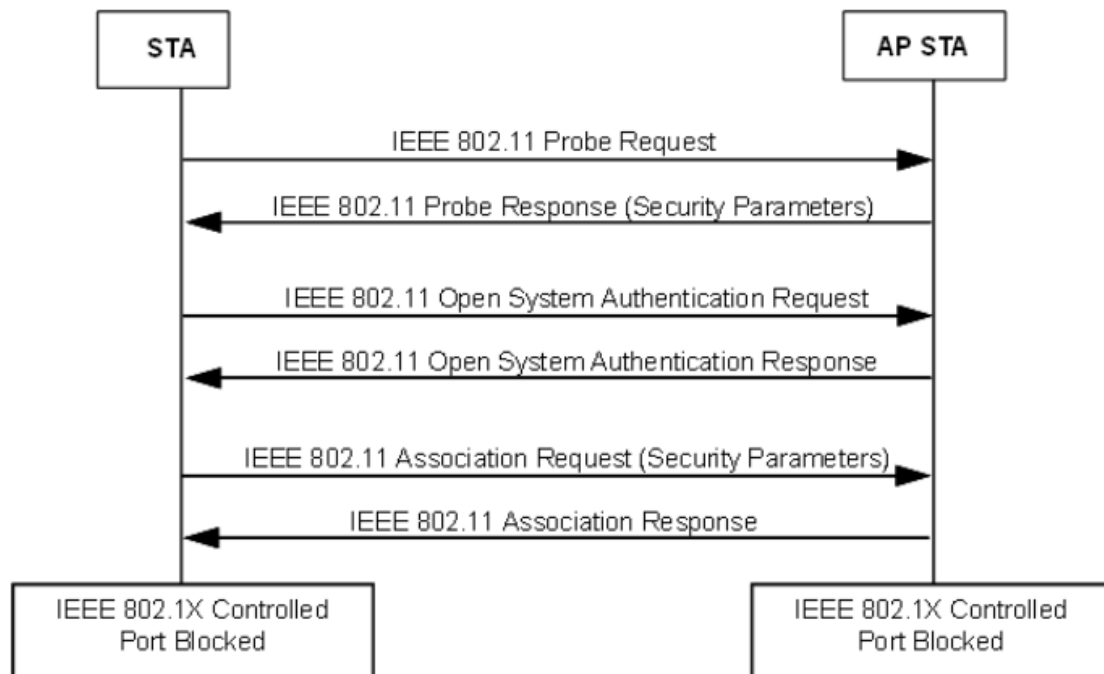 STA
AP STA
IEEE 802.11 Probe Request
IEEE 802.11 Probe Response (Security Parameters)
IEEE 802.11 Open System Authentication Request
IEEE 802.11 Open System Authentication Response
IEEE 802.11 Association Request (Security Parameters)
IEEE 802.11 Association Response
IEEE 802.1X Controlled
Port Blocked
IEEE 802.1X Controlled
Port Blocked